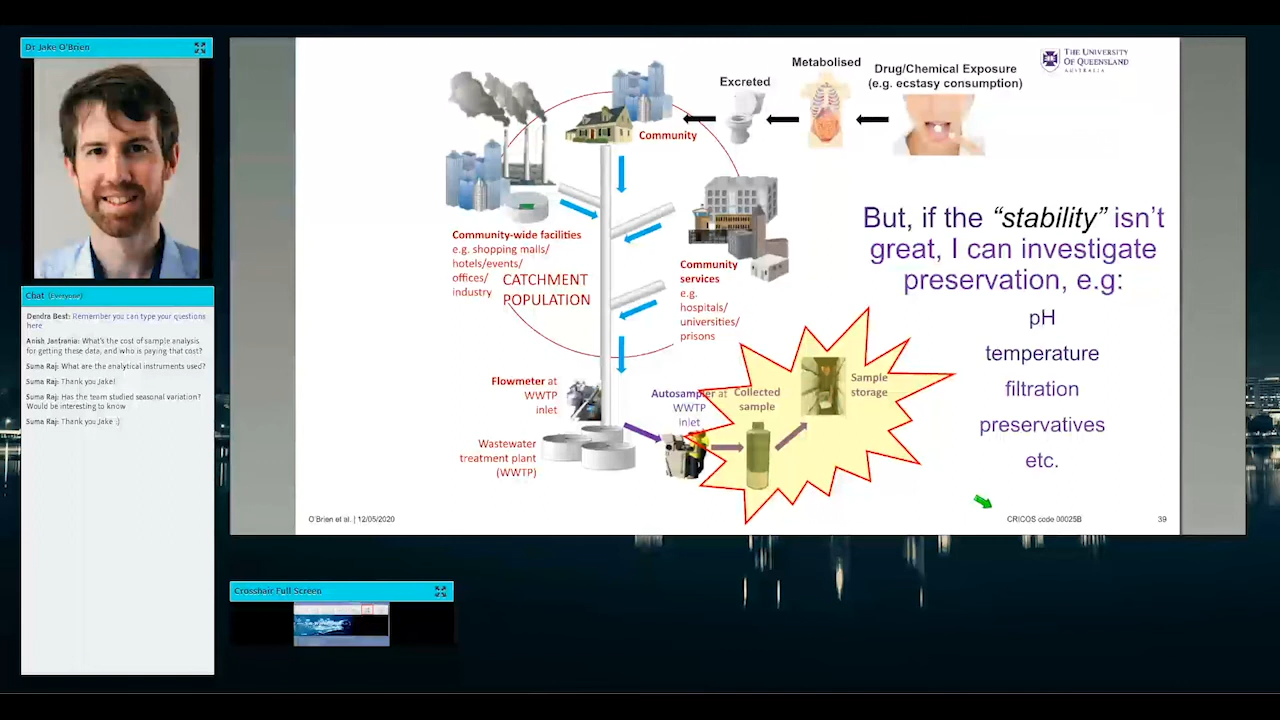 Dr Jake O'Brien
Chat (Everyone)
Dendra Best: Remember you can type your questions
here
Anish Jantrania: What's the cost of sample analysis
for getting these data, and who is paying that cost?
Suma Raj: What are the analytical instruments used?
Suma Raj: Thank you Jake!
Suma Raj: Has the team studied seasonal variation?
Would be interesting to know
Suma Raj: Thank you Jake :)
THE UNIVERSITY
OF QUEENSLAND
AUSTRALIA
Excreted
Metabolised
Drug/Chemical Exposure
(e.g. ecstasy consumption)
Community
Community-wide facilities
e.g. shopping malls/
hotels/events/
offices/
industry
CATCHMENT
POPULATION
Community
services
e.g.
hospitals/
universities/
prisons
But, if the "stability" isn't
great, I can investigate
preservation, e.g:
pH
temperature
filtration
preservatives
etc.
Flowmeter at
WWTP
inlet
Wastewater
treatment plant
(WWTP)
Autosampler at
WWTP
inlet
Collected
sample
Sample
storage
O'Brien et al. | 12/05/2020
CRICOS code 00025B
39
Crosshair Full Screen